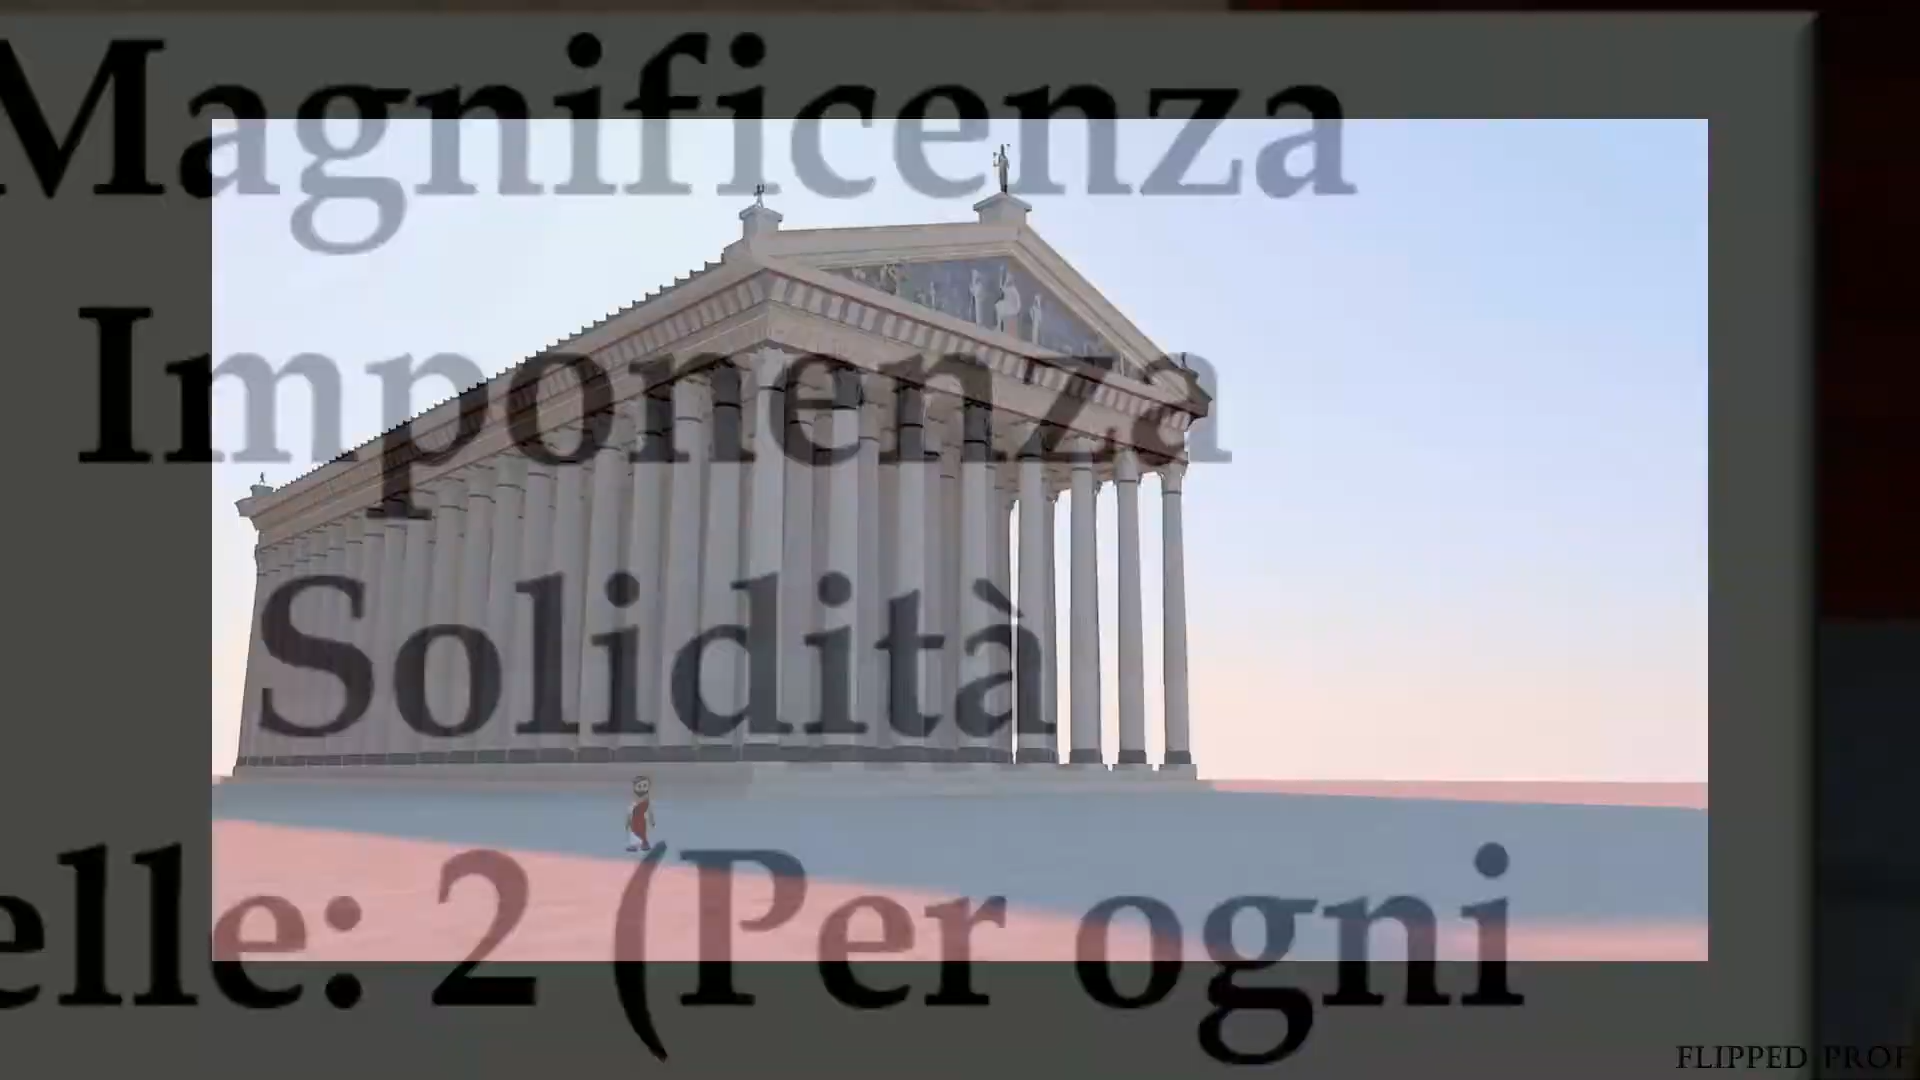 Magnificenza
Imponenza
Solidità
elle: 2 (Per ogni
FLIPPED PROF